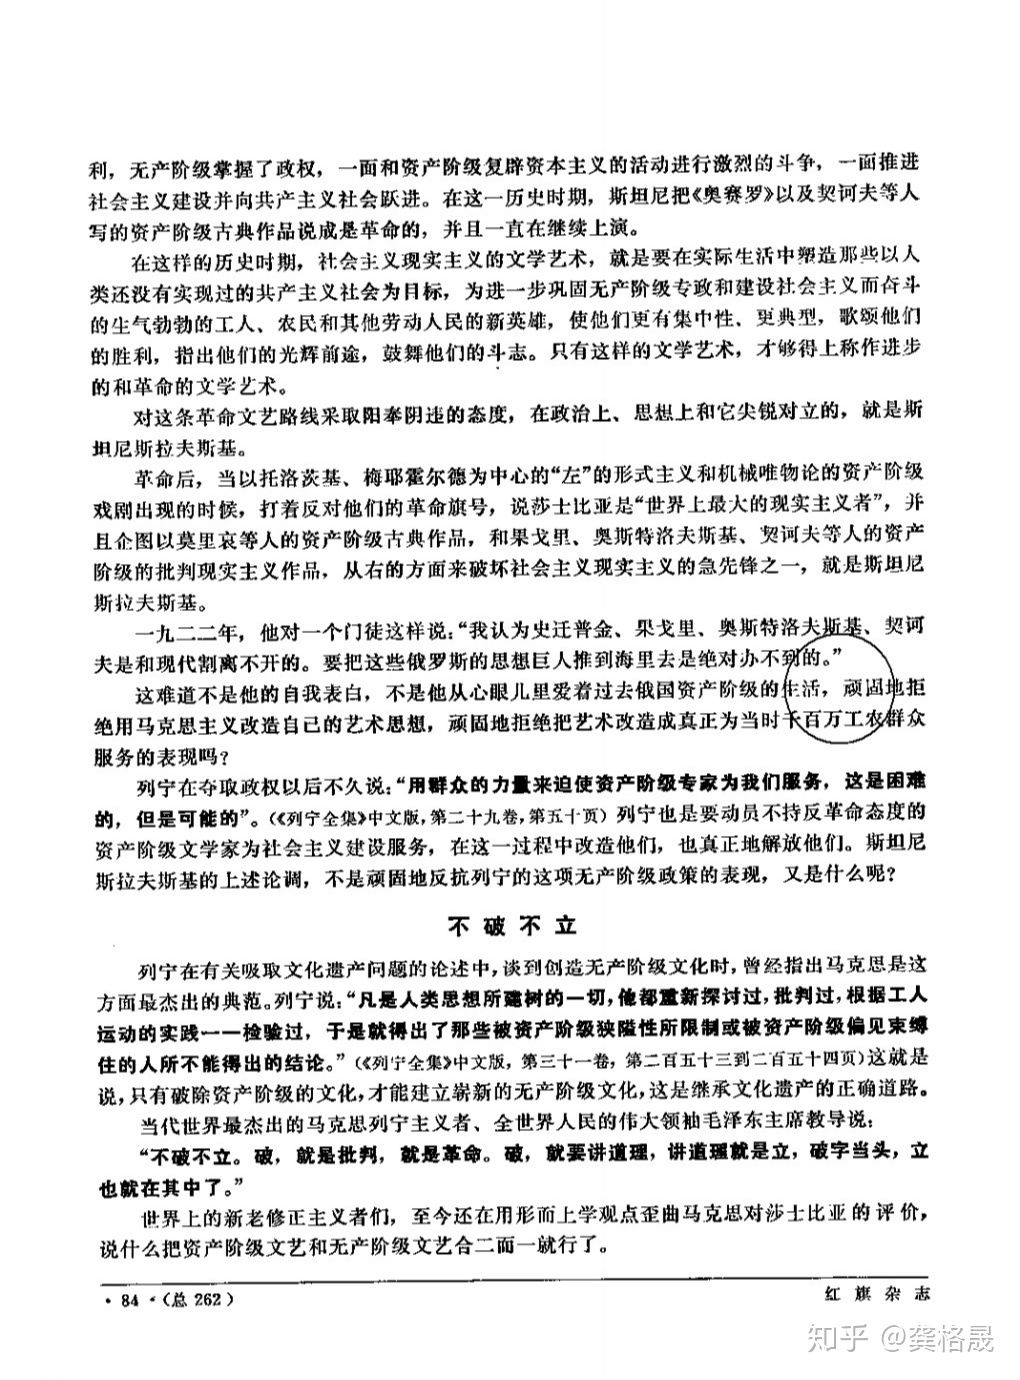 利，无产阶级掌握了政权，一面和资产阶级复辟资本主义的活动进行激烈的斗争，一面推进
社会主义建设并向共产主义社会跃进。在这一历史时期，斯坦尼把《奥赛罗》以及契诃夫等人
写的资产阶级古典作品说成是革命的，并且一直在继续上演。
在这样的历史时期，社会主义现实主义的文学艺术，就是要在实际生活中塑造那些以人
类还没有实现过的共产主义社会为目标，为进一步巩固无产阶级专政和建设社会主义而奋斗
的生气勃勃的工人、农民和其他劳动人民的新英雄，使他们更有集中性、更典型，歌颂他们
的胜利，指出他们的光辉前途，鼓舞他们的斗志。只有这样的文学艺术，才够得上称作进步
的和革命的文学艺术。
对这条革命文艺路线采取阳奉阴违的态度，在政治上、思想上和它尖锐对立的，就是斯
坦尼斯拉夫斯基。
革命后，当以托洛茨基、梅耶霍尔德为中心的“左”的形式主义和机械唯物论的资产阶级
戏剧出现的时候，打着反对他们的革命旗号，说莎士比亚是“世界上最大的现实主义者”，并
且企图以莫里哀等人的资产阶级古典作品，和果戈里、奥斯特洛夫斯基、契诃夫等人的资产
阶级的批判现实主义作品，从右的方面来破坏社会主义现实主义的急先锋之一，就是斯坦尼
斯拉夫斯基。
一九二二年，他对一个门徒这样说：“我认为史迁普金、果戈里、奥斯特洛夫斯基、契诃
夫是和现代割离不开的。要把这些俄罗斯的思想巨人推到海里去是绝对办不到的。”
这难道不是他的自我表白，不是他从心眼儿里爱着过去俄国资产阶级的生活，顽固地拒
绝用马克思主义改造自己的艺术思想，顽固地拒绝把艺术改造成真正为当时千百万工农群众
服务的表现吗？
列宁在夺取政权以后不久说：“用群众的力量来迫使资产阶级专家为我们服务，这是困难
的，但是可能的”。（《列宁全集》中文版，第二十九卷，第五十页）列宁也是要动员不持反革命态度的
资产阶级文学家为社会主义建设服务，在这一过程中改造他们，也真正地解放他们。斯坦尼
斯拉夫斯基的上述论调，不是顽固地反抗列宁的这项无产阶级政策的表现，又是什么呢？
不破不立
列宁在有关吸取文化遗产问题的论述中，谈到创造无产阶级文化时，曾经指出马克思是这
方面最杰出的典范。列宁说：“凡是人类思想所建树的一切，他都重新探讨过，批判过，根据工人
运动的实践一一检验过，于是就得出了那些被资产阶级狭隘性所限制或被资产阶级偏见束缚
住的人所不能得出的结论。”（《列宁全集》中文版，第三十一卷，第二百五十三到二百五十四页）这就是
说，只有破除资产阶级的文化，才能建立崭新的无产阶级文化，这是继承文化遗产的正确道路。
当代世界最杰出的马克思列宁主义者、全世界人民的伟大领袖毛泽东主席教导说：
“不破不立。破，就是批判，就是革命。破，就要讲道理，讲道理就是立，破字当头，立
也就在其中了。”
世界上的新老修正主义者们，至今还在用形而上学观点歪曲马克思对莎士比亚的评价，
说什么把资产阶级文艺和无产阶级文艺合二而一就行了。
·84·（总262） 红旗杂志
知乎 @龚格晟